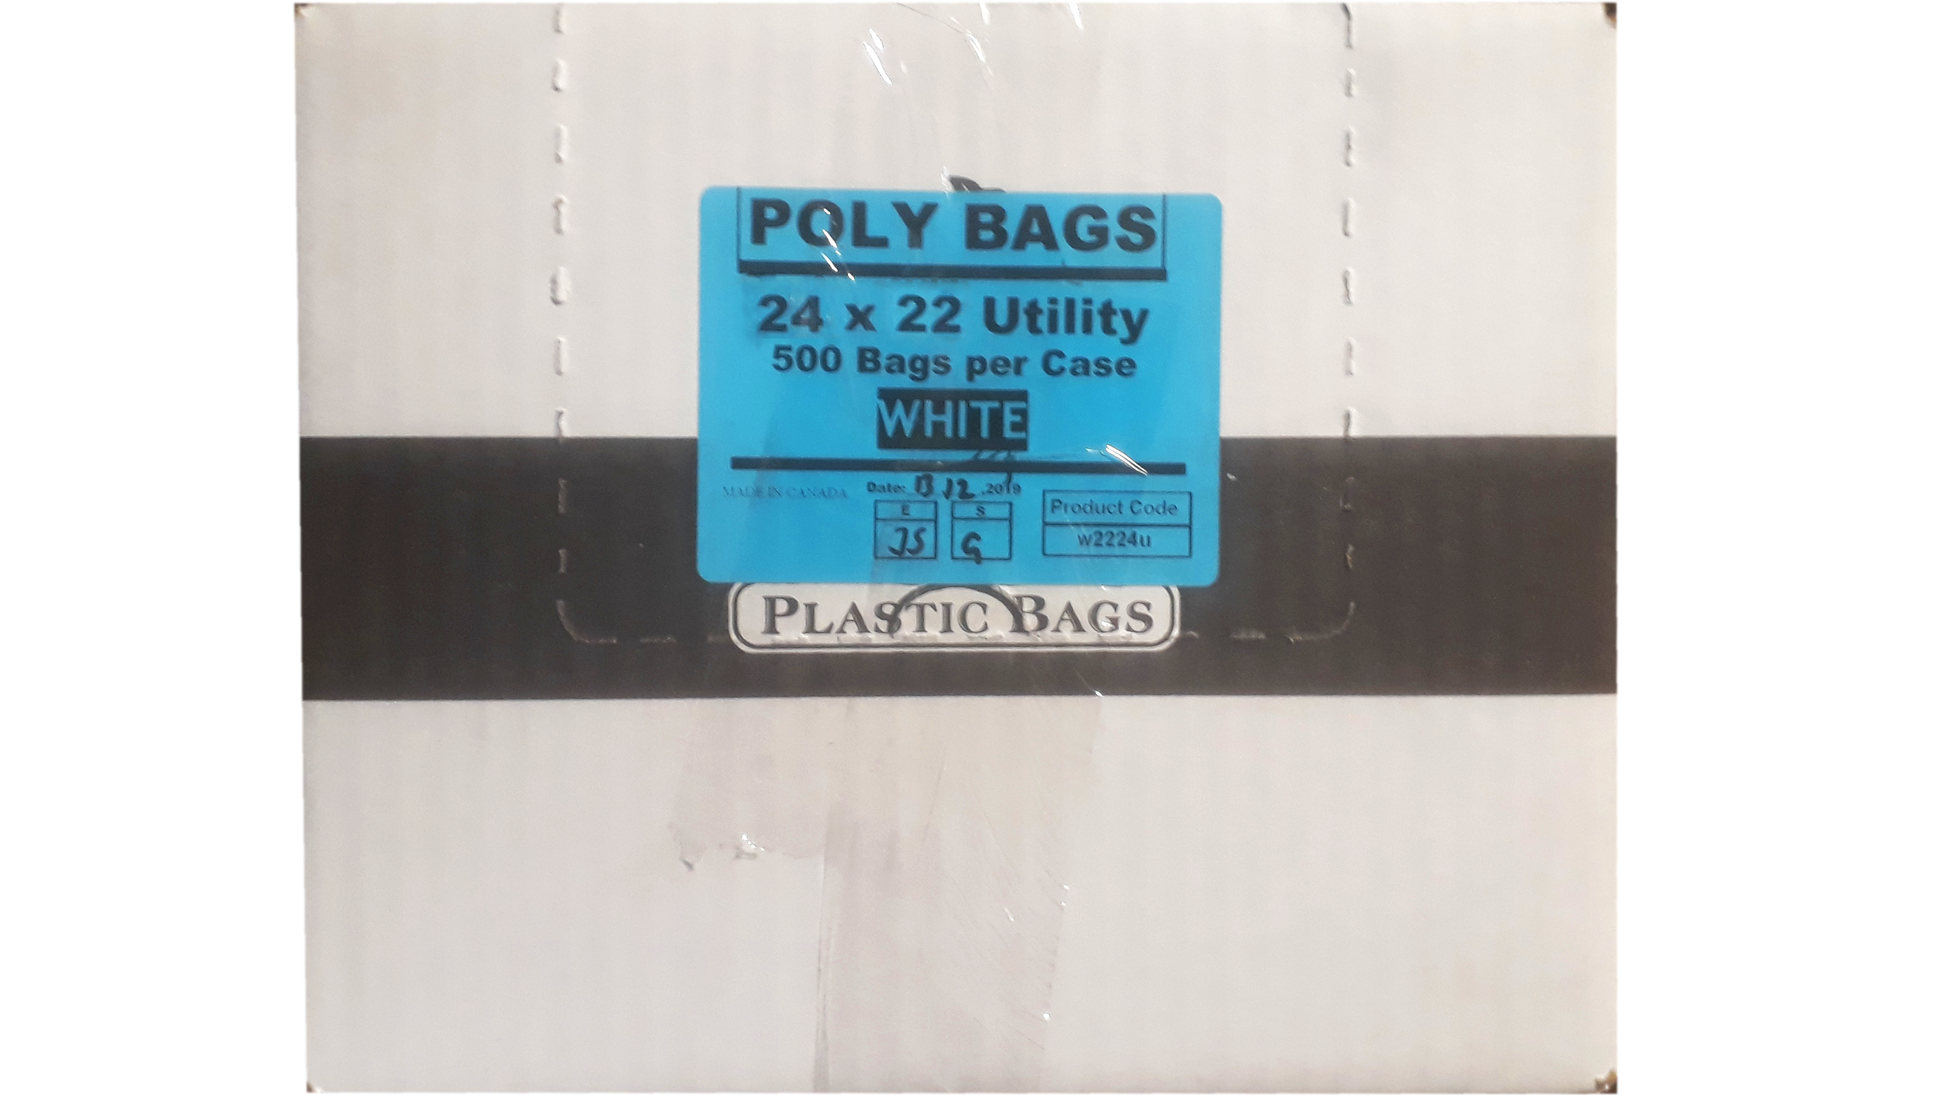 POLY BAGS
24 x 22 Utility
500 Bags per Case
WHITE
MADE IN CANADA
Date: 13 12 .2019
E
S
JS
G
Product Code
w2224u
PLASTIC BAGS